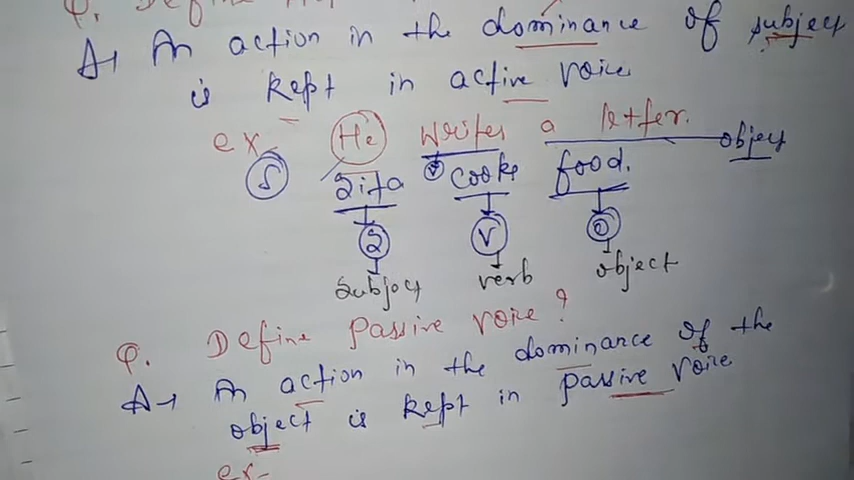 Q. Define
A→ An action in the dominance of subject
is kept in active voice
ex- He writes a letter. object
S Sita V cooks food.
S V O
subject verb object
Q. Define Passive voice?
A→ An action in the dominance of the
object is kept in passive voice
ex-